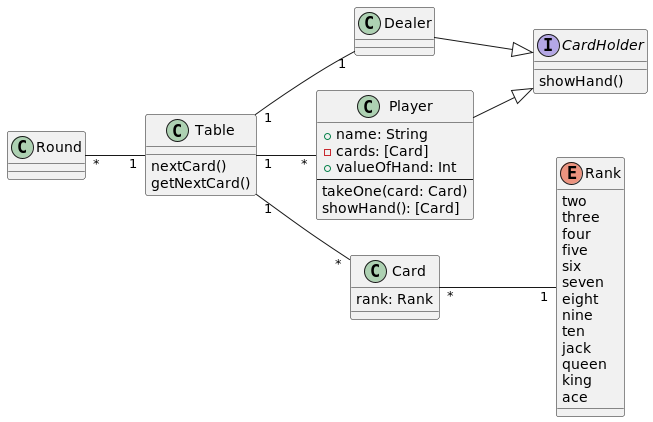 C Round
*
1
C Table
nextCard()
getNextCard()
1
1
C Dealer
1
*
C Player
name: String
cards: [Card]
valueOfHand: Int
takeOne(card: Card)
showHand(): [Card]
1
*
C Card
rank: Rank
*
1
I CardHolder
showHand()
E Rank
two
three
four
five
six
seven
eight
nine
ten
jack
queen
king
ace